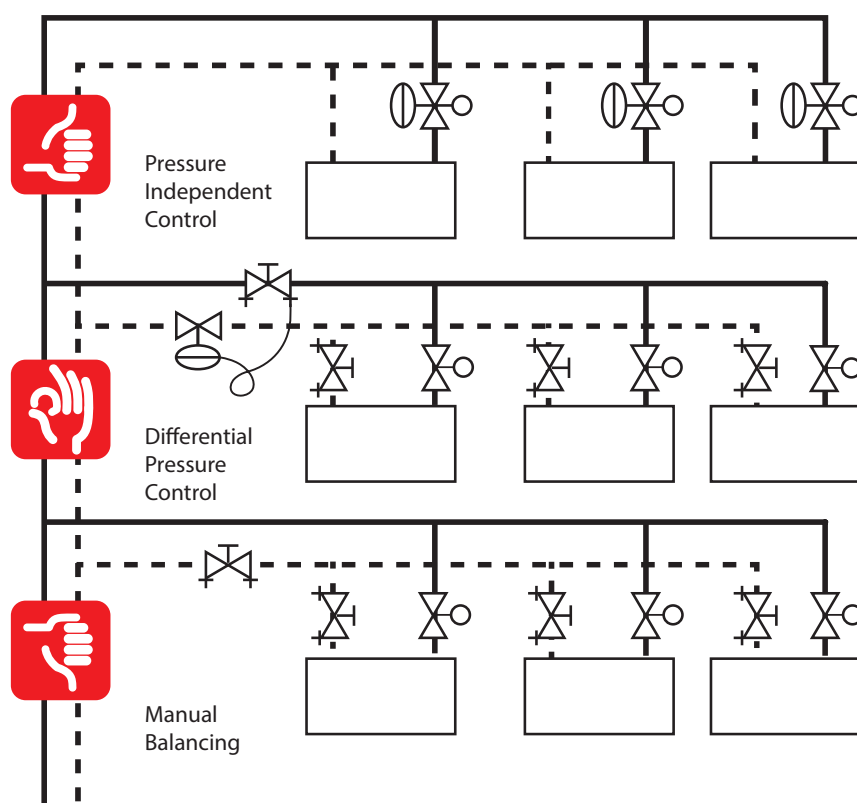 Pressure
Independent
Control
Differential
Pressure
Control
Manual
Balancing